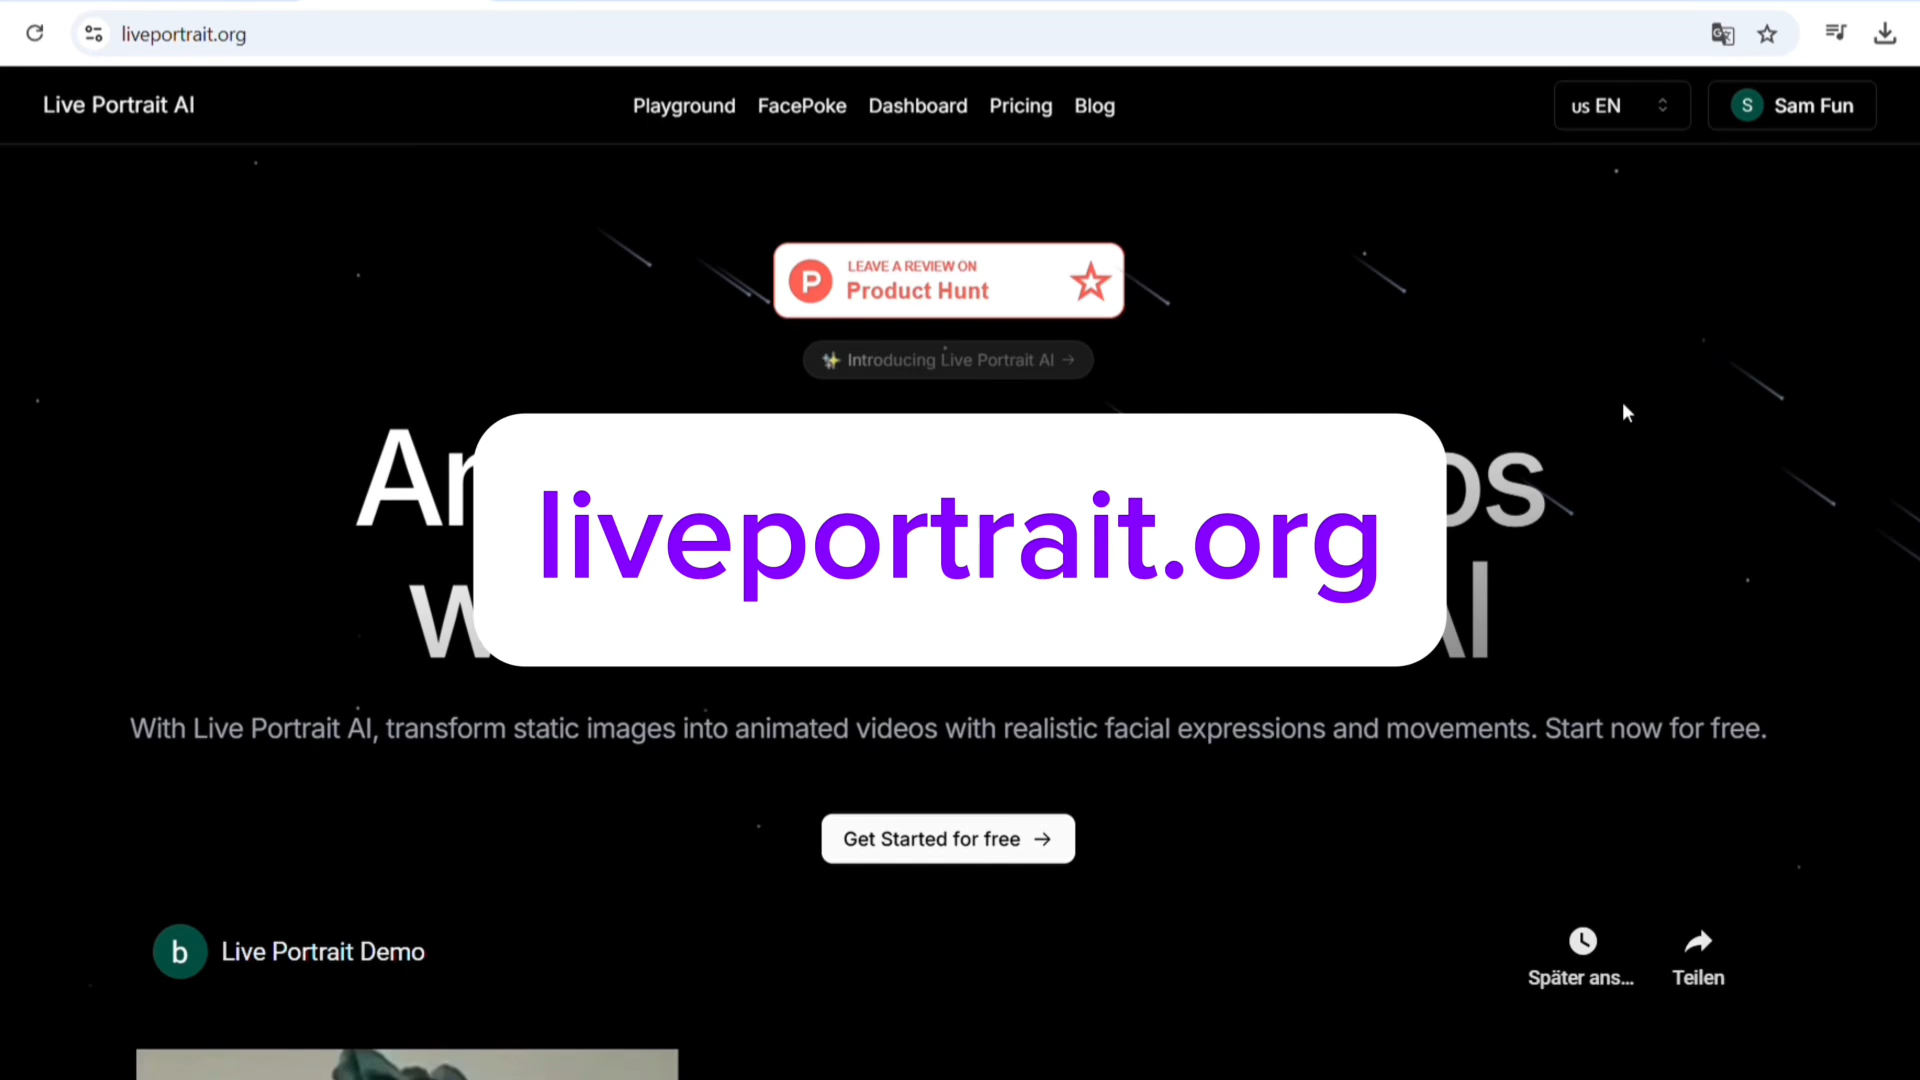 liveportrait.org
Live Portrait AI
Playground FacePoke Dashboard Pricing Blog
us EN
S Sam Fun
P
LEAVE A REVIEW ON
Product Hunt
✨ Introducing Live Portrait AI →
liveportrait.org
With Live Portrait AI, transform static images into animated videos with realistic facial expressions and movements. Start now for free.
Get Started for free →
b Live Portrait Demo
Später ans...
Teilen